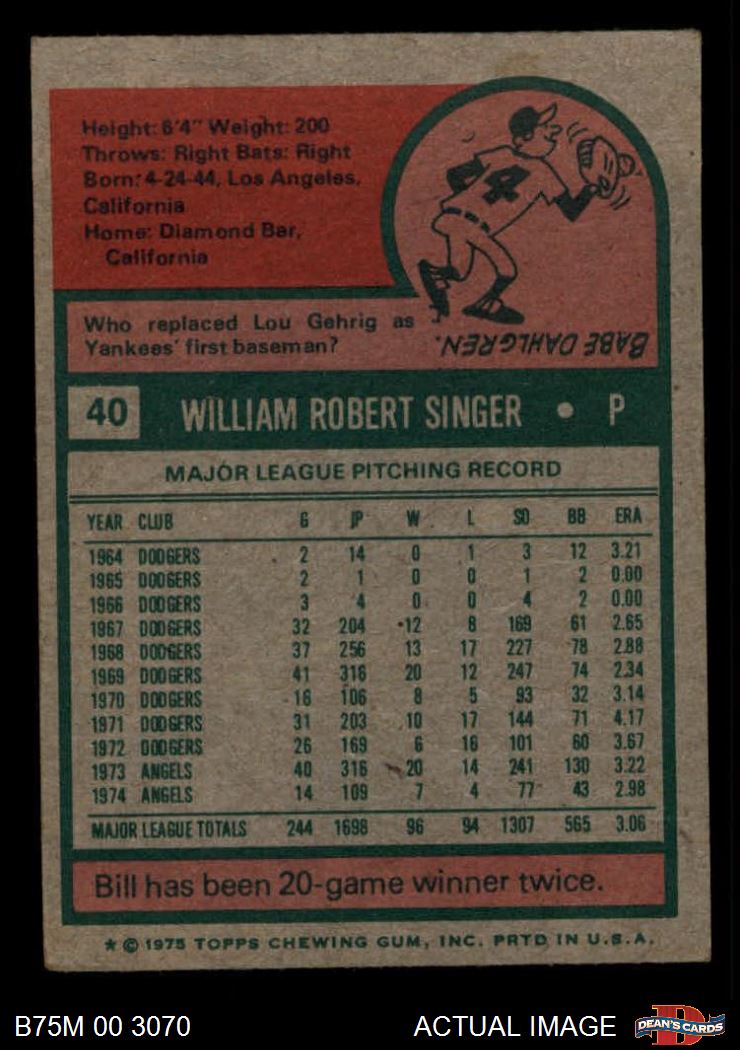 Height: 6'4" Weight: 200
Throws: Right Bats: Right
Born: 4-24-44, Los Angeles,
California
Home: Diamond Bar,
California
4
Who replaced Lou Gehrig as
Yankees' first baseman?
BABE DAHLGREN.
40 WILLIAM ROBERT SINGER • P
MAJOR LEAGUE PITCHING RECORD
YEAR CLUB G IP W L SO BB ERA
1964 DODGERS 2 14 0 1 3 12 3.21
1965 DODGERS 2 1 0 0 1 2 0.00
1966 DODGERS 3 4 0 0 4 2 0.00
1967 DODGERS 32 204 12 8 169 61 2.65
1968 DODGERS 37 256 13 17 227 78 2.88
1969 DODGERS 41 316 20 12 247 74 2.34
1970 DODGERS 16 106 8 5 93 32 3.14
1971 DODGERS 31 203 10 17 144 71 4.17
1972 DODGERS 26 169 6 16 101 60 3.67
1973 ANGELS 40 316 20 14 241 130 3.22
1974 ANGELS 14 109 7 4 77 43 2.98
MAJOR LEAGUE TOTALS 244 1698 96 94 1307 565 3.06
Bill has been 20-game winner twice.
* © 1975 TOPPS CHEWING GUM, INC. PRTD IN U.S.A.
B75M 00 3070 ACTUAL IMAGE DEAN'S CARDS